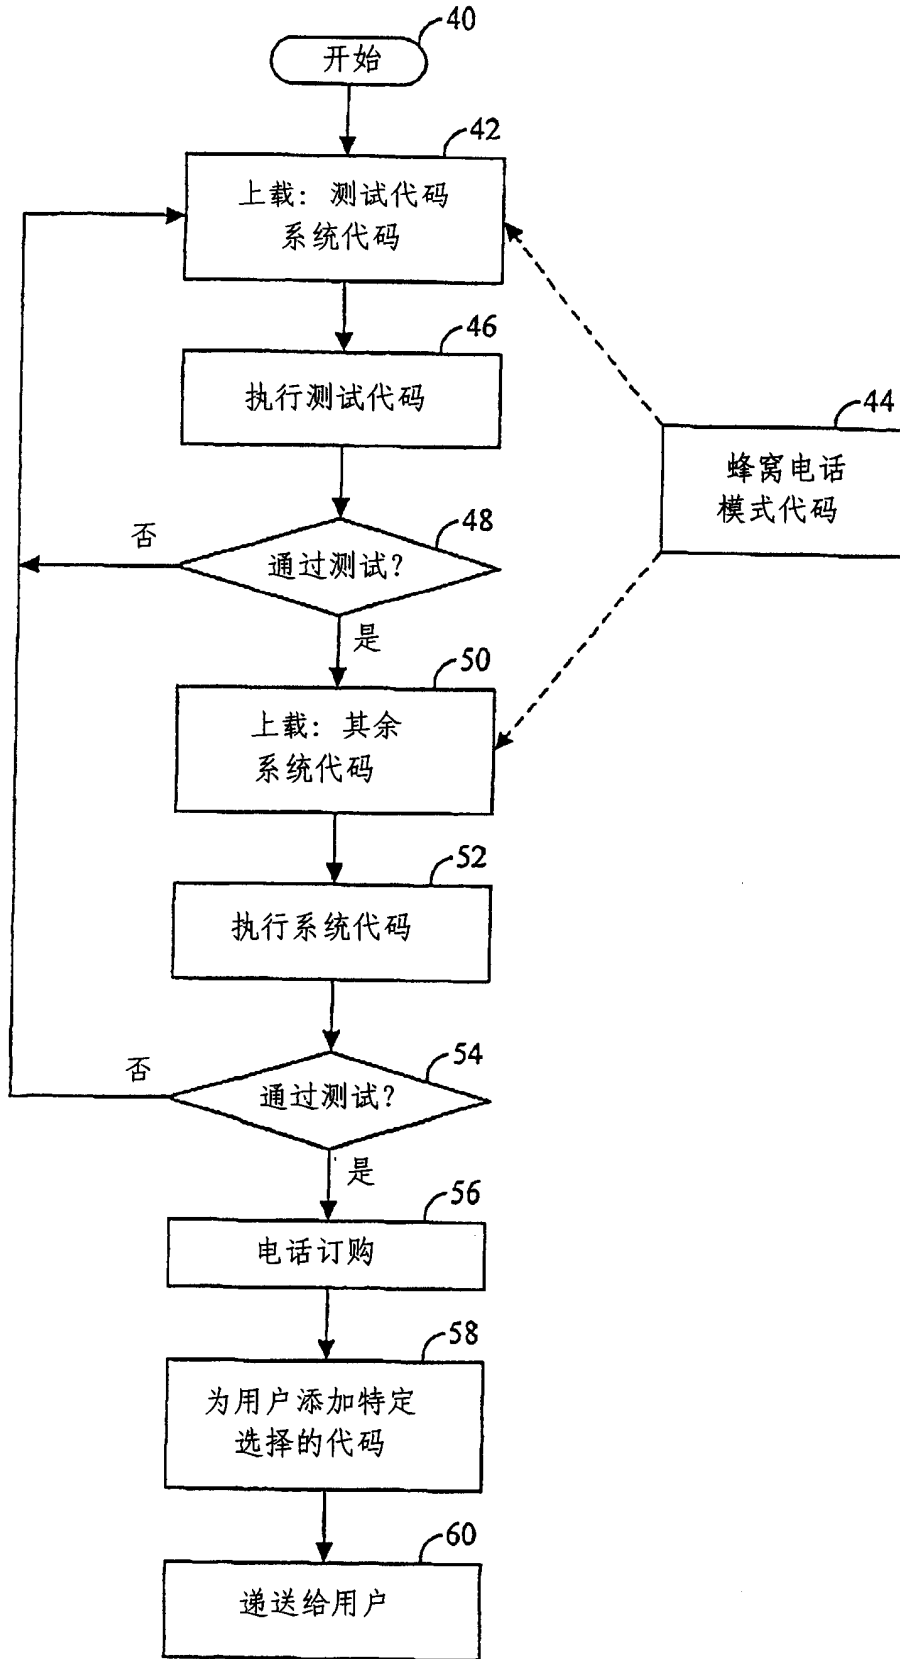 40
开始
42
上载：测试代码
系统代码
46
执行测试代码
44
蜂窝电话
模式代码
48
否
通过测试？
是
50
上载：其余
系统代码
52
执行系统代码
54
否
通过测试？
是
56
电话订购
58
为用户添加特定
选择的代码
60
递送给用户